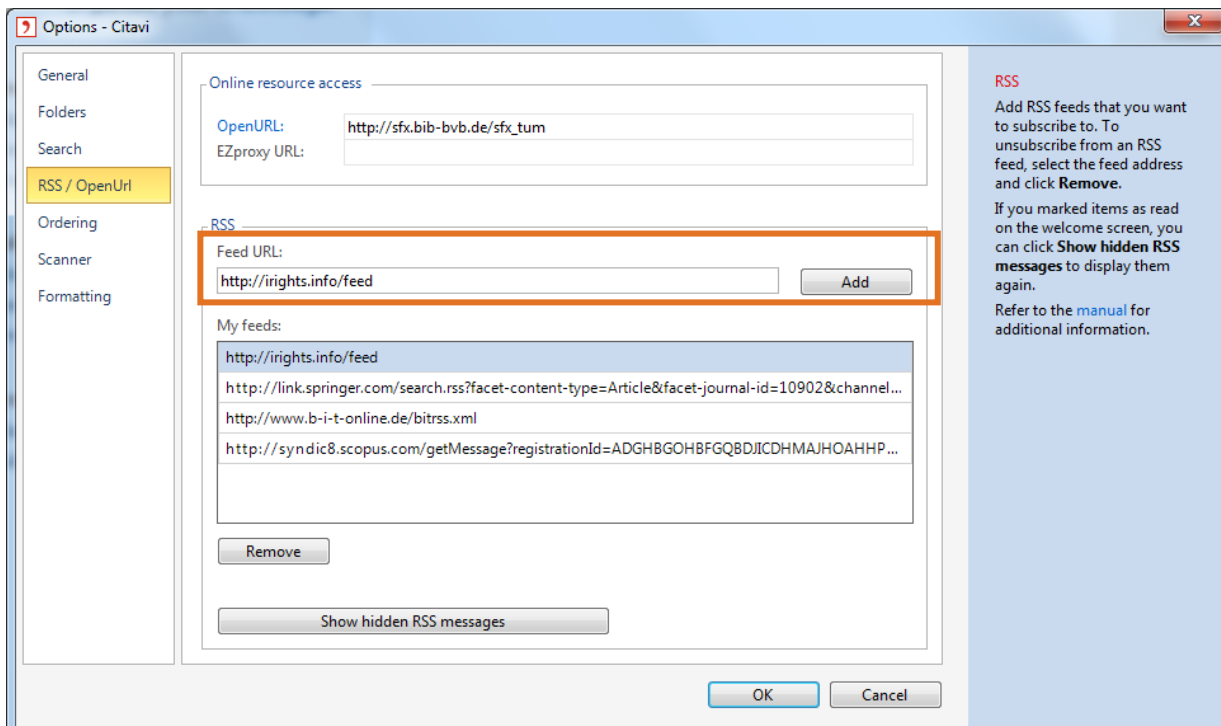 Options - Citavi
General
Folders
Search
RSS / OpenUrl
Ordering
Scanner
Formatting
Online resource access
OpenURL: http://sfx.bib-bvb.de/sfx_tum
EZproxy URL:
RSS
Feed URL:
http://irights.info/feed Add
My feeds:
http://irights.info/feed
http://link.springer.com/search.rss?facet-content-type=Article&facet-journal-id=10902&channel...
http://www.b-i-t-online.de/bitrss.xml
http://syndic8.scopus.com/getMessage?registrationId=ADGHBGOHBFGQBDJICDHMAJHOAHHP...
Remove
Show hidden RSS messages
OK Cancel
RSS
Add RSS feeds that you want
to subscribe to. To
unsubscribe from an RSS
feed, select the feed address
and click Remove.
If you marked items as read
on the welcome screen, you
can click Show hidden RSS
messages to display them
again.
Refer to the manual for
additional information.